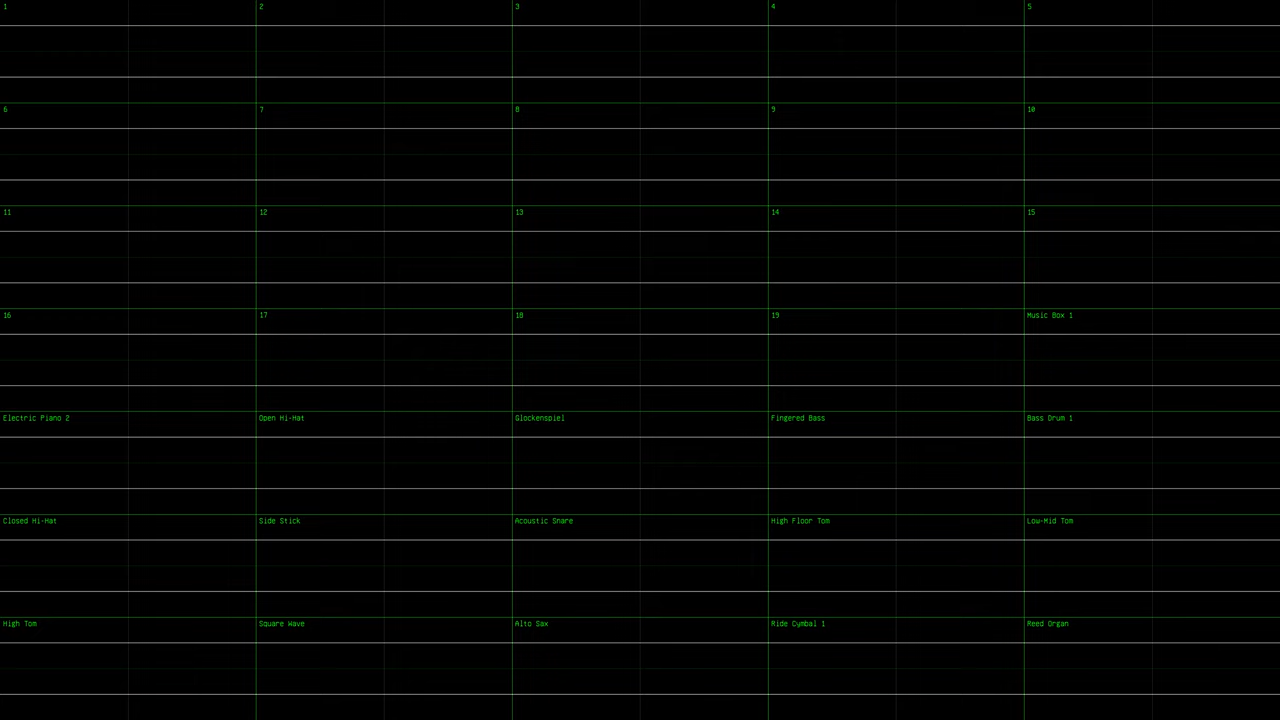 1
2
3
4
5
6
7
8
9
10
11
12
13
14
15
16
17
18
19
Music Box 1
Electric Piano 2
Open Hi-Hat
Glockenspiel
Fingered Bass
Bass Drum 1
Closed Hi-Hat
Side Stick
Acoustic Snare
High Floor Tom
Low-Mid Tom
High Tom
Square Wave
Alto Sax
Ride Cymbal 1
Reed Organ